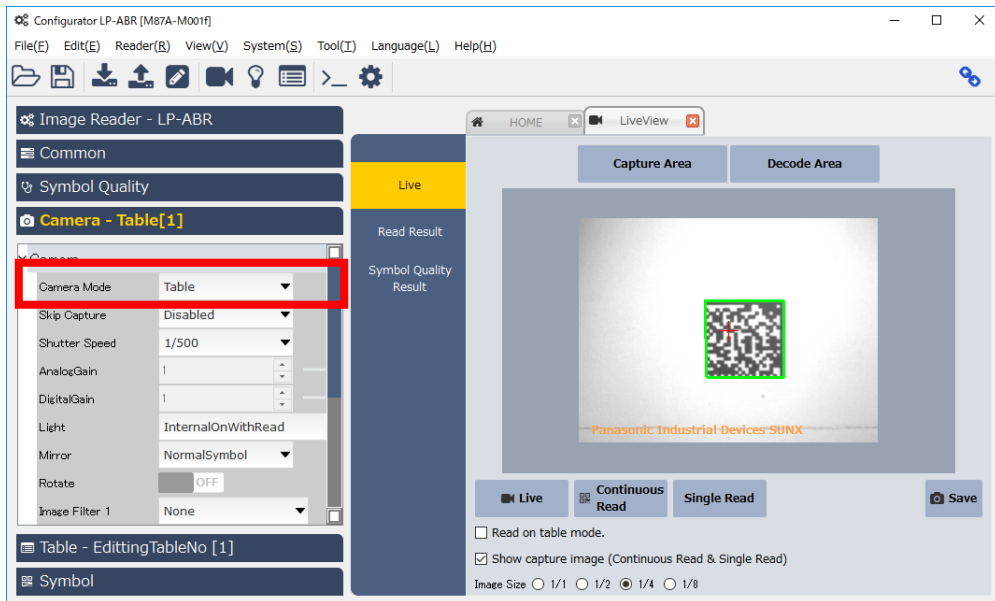 Configurator LP-ABR [M87A-M001f]
File(F) Edit(E) Reader(R) View(V) System(S) Tool(T) Language(L) Help(H)
Image Reader - LP-ABR
Common
Symbol Quality
Camera - Table[1]
Camera
Camera Mode Table
Skip Capture Disabled
Shutter Speed 1/500
AnalogGain 1
DigitalGain 1
Light InternalOnWithRead
Mirror NormalSymbol
Rotate OFF
Image Filter 1 None
Table - EdittingTableNo [1]
Symbol
Live
Read Result
Symbol Quality
Result
HOME LiveView
Capture Area Decode Area
Panasonic Industrial Devices SUNX
Live Continuous Read Single Read Save
Read on table mode.
Show capture image (Continuous Read & Single Read)
Image Size 1/1 1/2 1/4 1/8